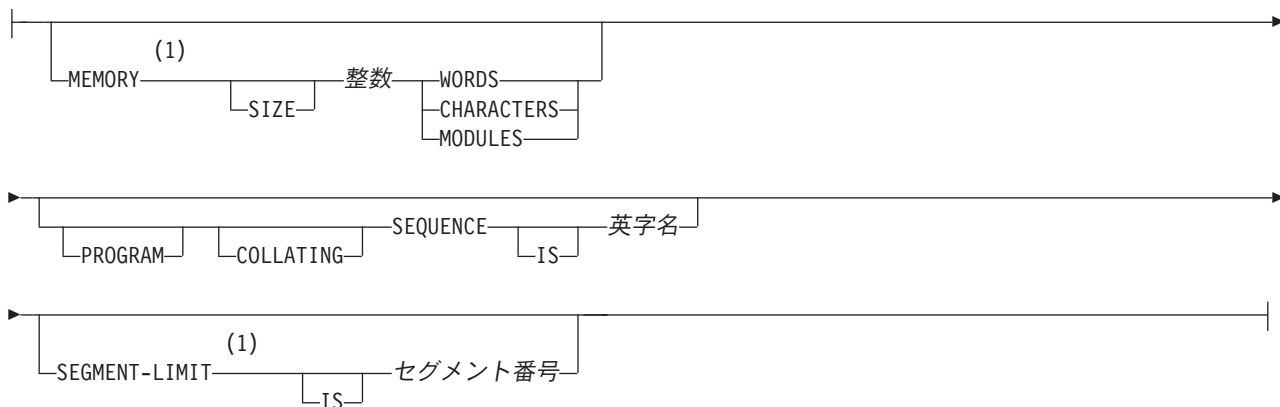 (1)
MEMORY 整数 WORDS
SIZE CHARACTERS
MODULES
SEQUENCE 英字名
PROGRAM COLLATING IS
(1)
SEGMENT-LIMIT セグメント番号
IS